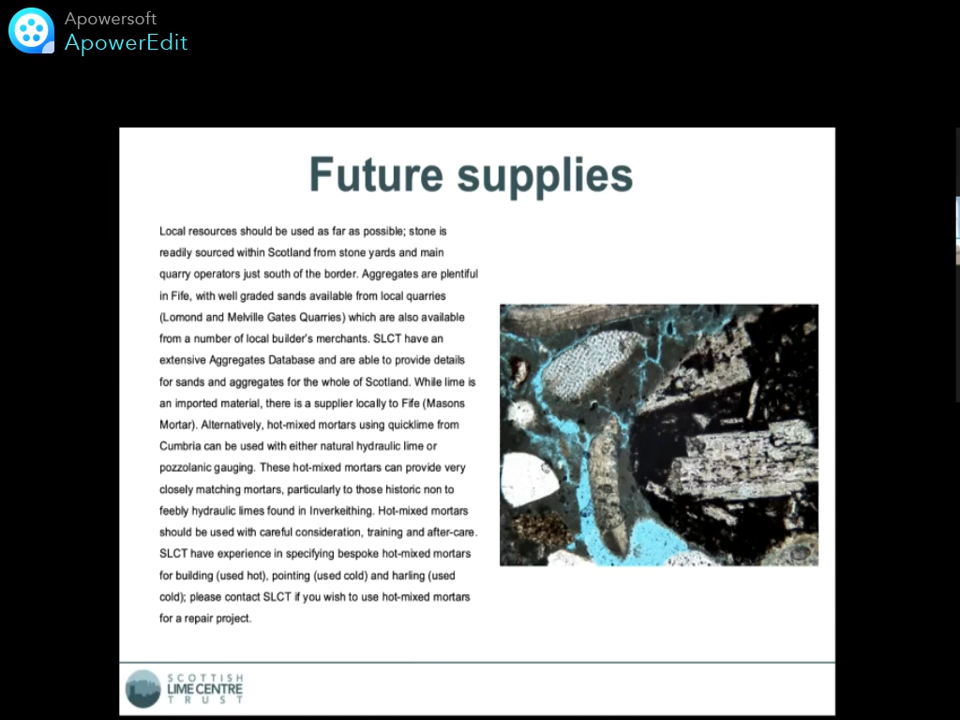 Apowersoft
ApowerEdit
Future supplies
Local resources should be used as far as possible; stone is
readily sourced within Scotland from stone yards and main
quarry operators just south of the border. Aggregates are plentiful
in Fife, with well graded sands available from local quarries
(Lomond and Melville Gates Quarries) which are also available
from a number of local builder's merchants. SLCT have an
extensive Aggregates Database and are able to provide details
for sands and aggregates for the whole of Scotland. While lime is
an imported material, there is a supplier locally to Fife (Masons
Mortar). Alternatively, hot-mixed mortars using quicklime from
Cumbria can be used with either natural hydraulic lime or
pozzolanic gauging. These hot-mixed mortars can provide very
closely matching mortars, particularly to those historic non to
feebly hydraulic limes found in Inverkeithing. Hot-mixed mortars
should be used with careful consideration, training and after-care.
SLCT have experience in specifying bespoke hot-mixed mortars
for building (used hot), pointing (used cold) and harling (used
cold); please contact SLCT if you wish to use hot-mixed mortars
for a repair project.
SCOTTISH
LIME CENTRE
TRUST